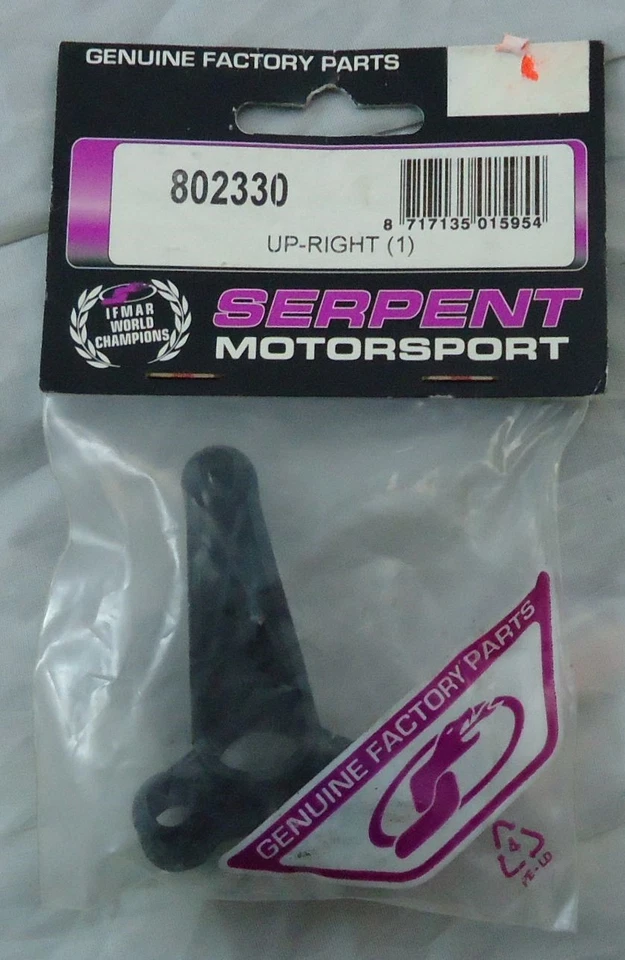 GENUINE FACTORY PARTS
802330
8 717135 015954
UP-RIGHT (1)
IFMAR
WORLD
CHAMPIONS
SERPENT
MOTORSPORT
GENUINE FACTORY PARTS
4
PE-LD